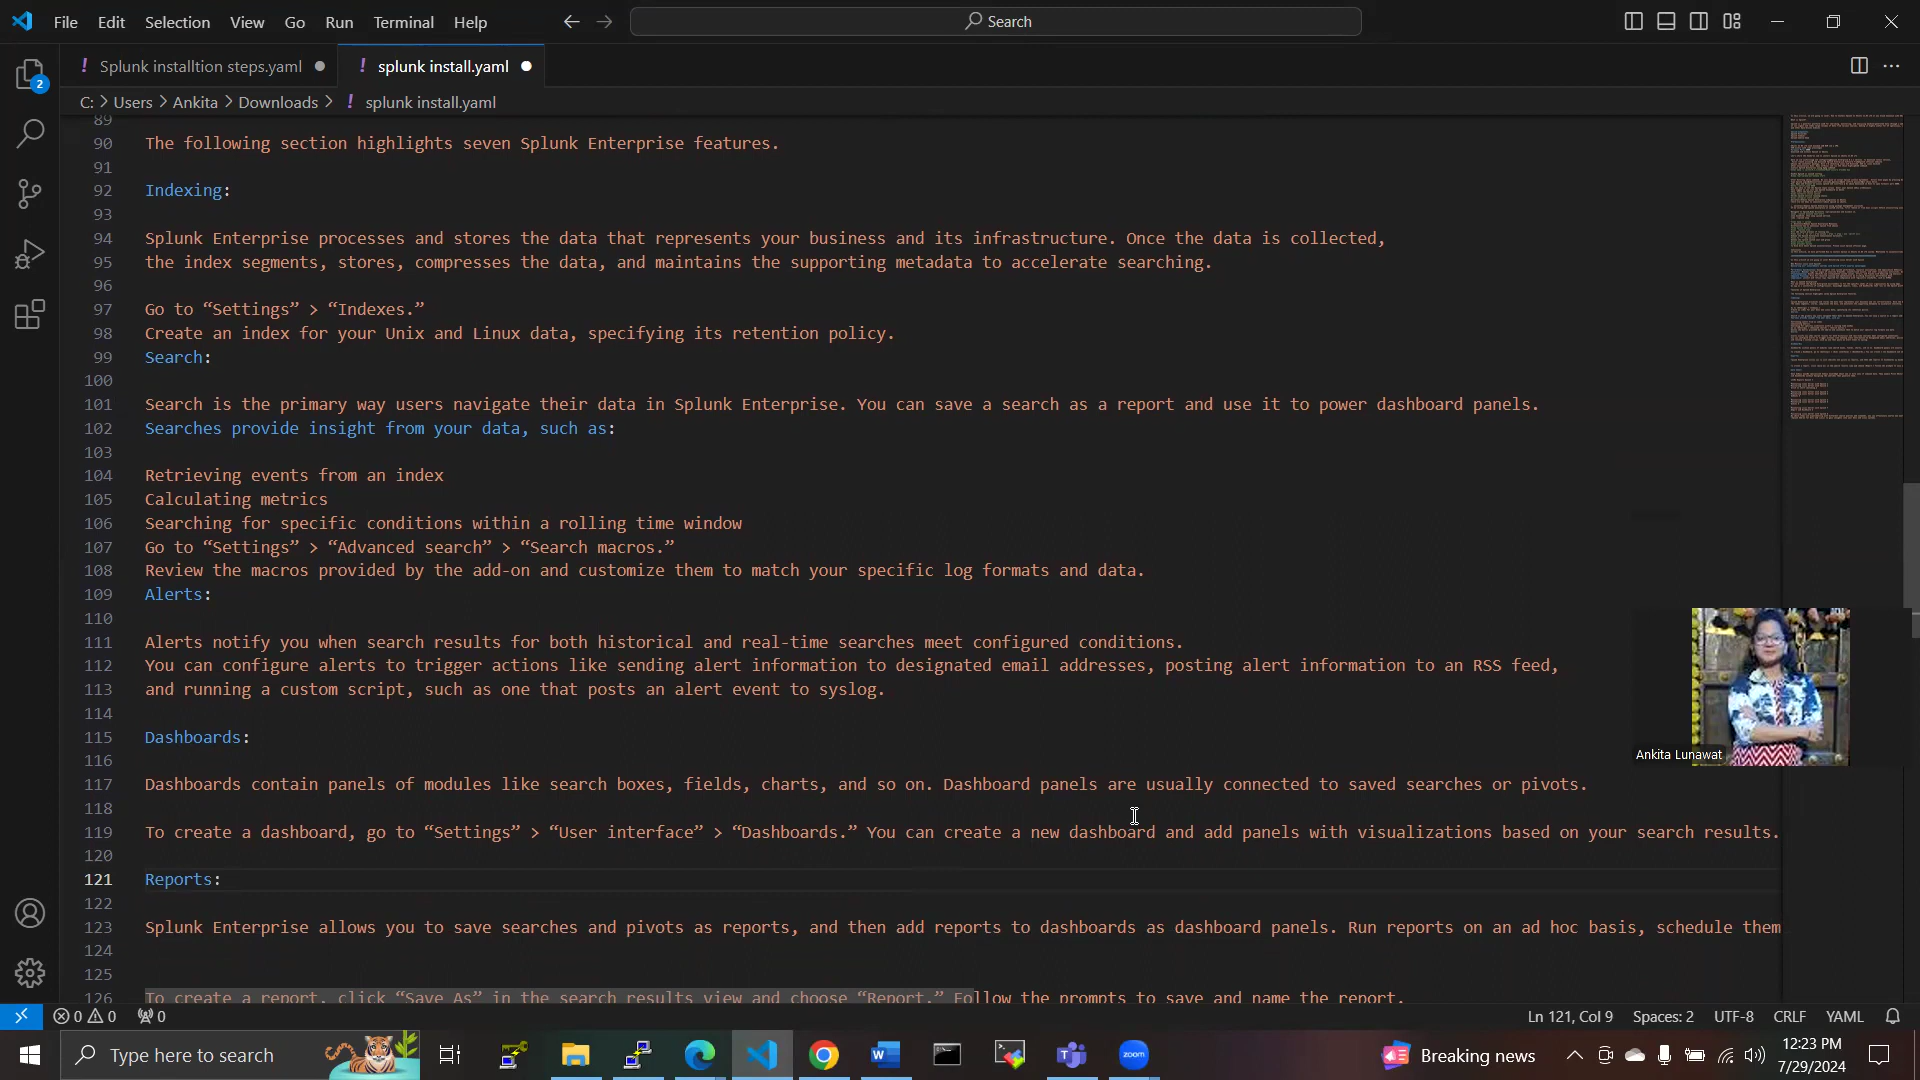 File Edit Selection View Go Run Terminal Help
Search
! Splunk installtion steps.yaml
! splunk install.yaml
2
C: > Users > Ankita > Downloads > ! splunk install.yaml
89
90 The following section highlights seven Splunk Enterprise features.
91
92 Indexing:
93
94 Splunk Enterprise processes and stores the data that represents your business and its infrastructure. Once the data is collected,
95 the index segments, stores, compresses the data, and maintains the supporting metadata to accelerate searching.
96
97 Go to “Settings” > “Indexes.”
98 Create an index for your Unix and Linux data, specifying its retention policy.
99 Search:
100
101 Search is the primary way users navigate their data in Splunk Enterprise. You can save a search as a report and use it to power dashboard panels.
102 Searches provide insight from your data, such as:
103
104 Retrieving events from an index
105 Calculating metrics
106 Searching for specific conditions within a rolling time window
107 Go to “Settings” > “Advanced search” > “Search macros.”
108 Review the macros provided by the add-on and customize them to match your specific log formats and data.
109 Alerts:
110
111 Alerts notify you when search results for both historical and real-time searches meet configured conditions.
112 You can configure alerts to trigger actions like sending alert information to designated email addresses, posting alert information to an RSS feed,
113 and running a custom script, such as one that posts an alert event to syslog.
114
115 Dashboards:
116
117 Dashboards contain panels of modules like search boxes, fields, charts, and so on. Dashboard panels are usually connected to saved searches or pivots.
118
119 To create a dashboard, go to “Settings” > “User interface” > “Dashboards.” You can create a new dashboard and add panels with visualizations based on your search results.
120
121 Reports:
122
123 Splunk Enterprise allows you to save searches and pivots as reports, and then add reports to dashboards as dashboard panels. Run reports on an ad hoc basis, schedule them
124
125
126 To create a report, click “Save As” in the search results view and choose “Report.” Follow the prompts to save and name the report.
Ankita Lunawat
0 0 0
Ln 121, Col 9 Spaces: 2 UTF-8 CRLF YAML
Type here to search
zoom
Breaking news
12:23 PM
7/29/2024